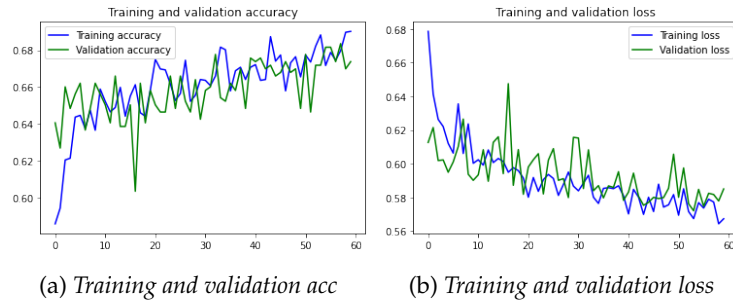 Training and validation accuracy
Training accuracy
Validation accuracy
0.68
0.66
0.64
0.62
0.60
0 10 20 30 40 50 60
(a) Training and validation acc
Training and validation loss
Training loss
Validation loss
0.68
0.66
0.64
0.62
0.60
0.58
0.56
0 10 20 30 40 50 60
(b) Training and validation loss